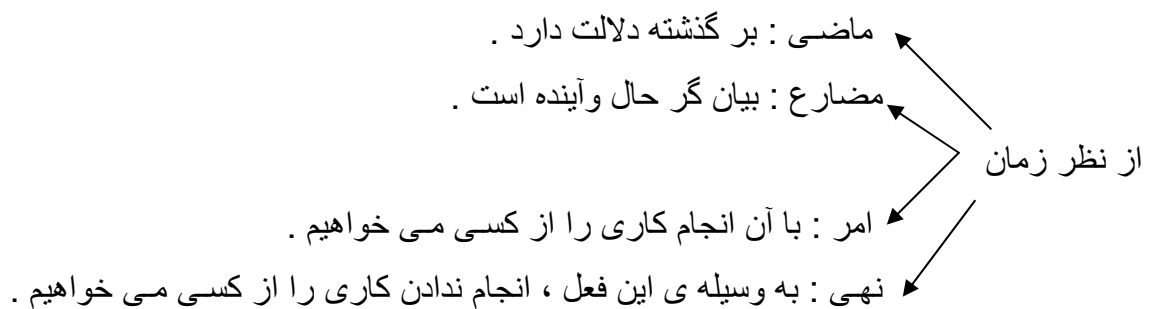 ماضی : بر گذشته دلالت دارد .
مضارع : بیان گر حال وآینده است .
از نظر زمان
امر : با آن انجام کاری را از کسی می خواهیم .
نهی : به وسیله ی این فعل ، انجام ندادن کاری را از کسی می خواهیم .